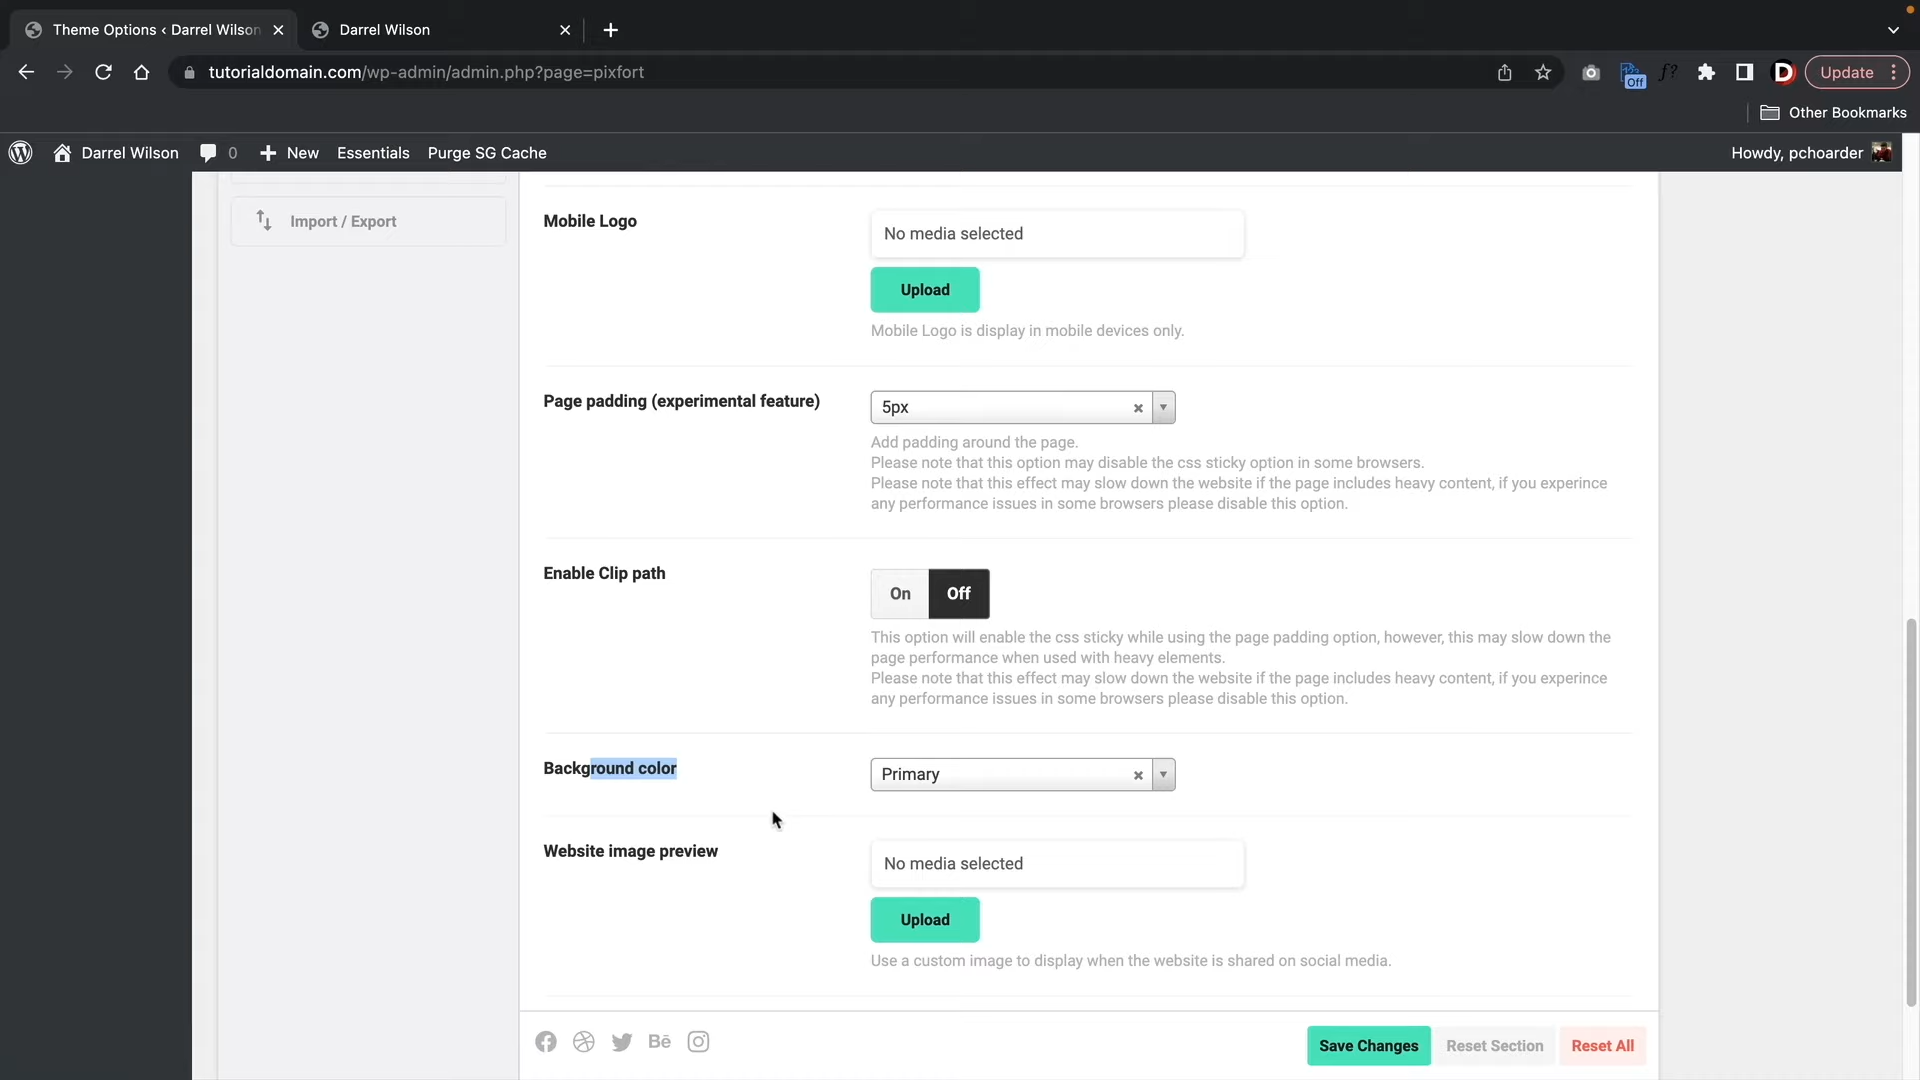 Theme Options ‹ Darrel Wilson
Darrel Wilson
tutorialdomain.com/wp-admin/admin.php?page=pixfort
Off
f?
D
Update
Other Bookmarks
Darrel Wilson
0
New
Essentials
Purge SG Cache
Howdy, pchoarder
Import / Export
Mobile Logo
No media selected
Upload
Mobile Logo is display in mobile devices only.
Page padding (experimental feature)
5px
Add padding around the page.
Please note that this option may disable the css sticky option in some browsers.
Please note that this effect may slow down the website if the page includes heavy content, if you experince
any performance issues in some browsers please disable this option.
Enable Clip path
On
Off
This option will enable the css sticky while using the page padding option, however, this may slow down the
page performance when used with heavy elements.
Please note that this effect may slow down the website if the page includes heavy content, if you experince
any performance issues in some browsers please disable this option.
Background color
Primary
Website image preview
No media selected
Upload
Use a custom image to display when the website is shared on social media.
Bē
Save Changes
Reset Section
Reset All